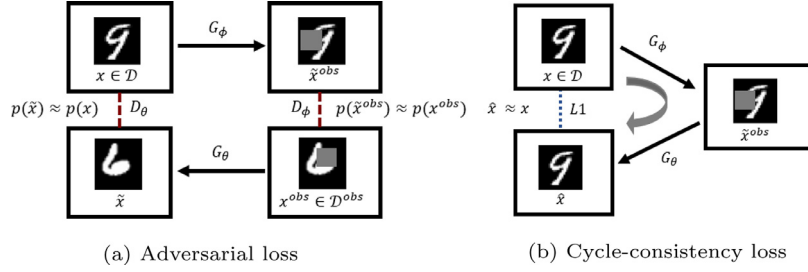 G_ϕ
x ∈ 𝒟
x̃^{obs}
p(x̃) ≈ p(x)
D_θ
D_ϕ
p(x̃^{obs}) ≈ p(x^{obs})
G_θ
x̃
x^{obs} ∈ 𝒟^{obs}
(a) Adversarial loss
x ∈ 𝒟
G_ϕ
x̂ ≈ x
L1
x̃^{obs}
G_θ
x̂
(b) Cycle-consistency loss